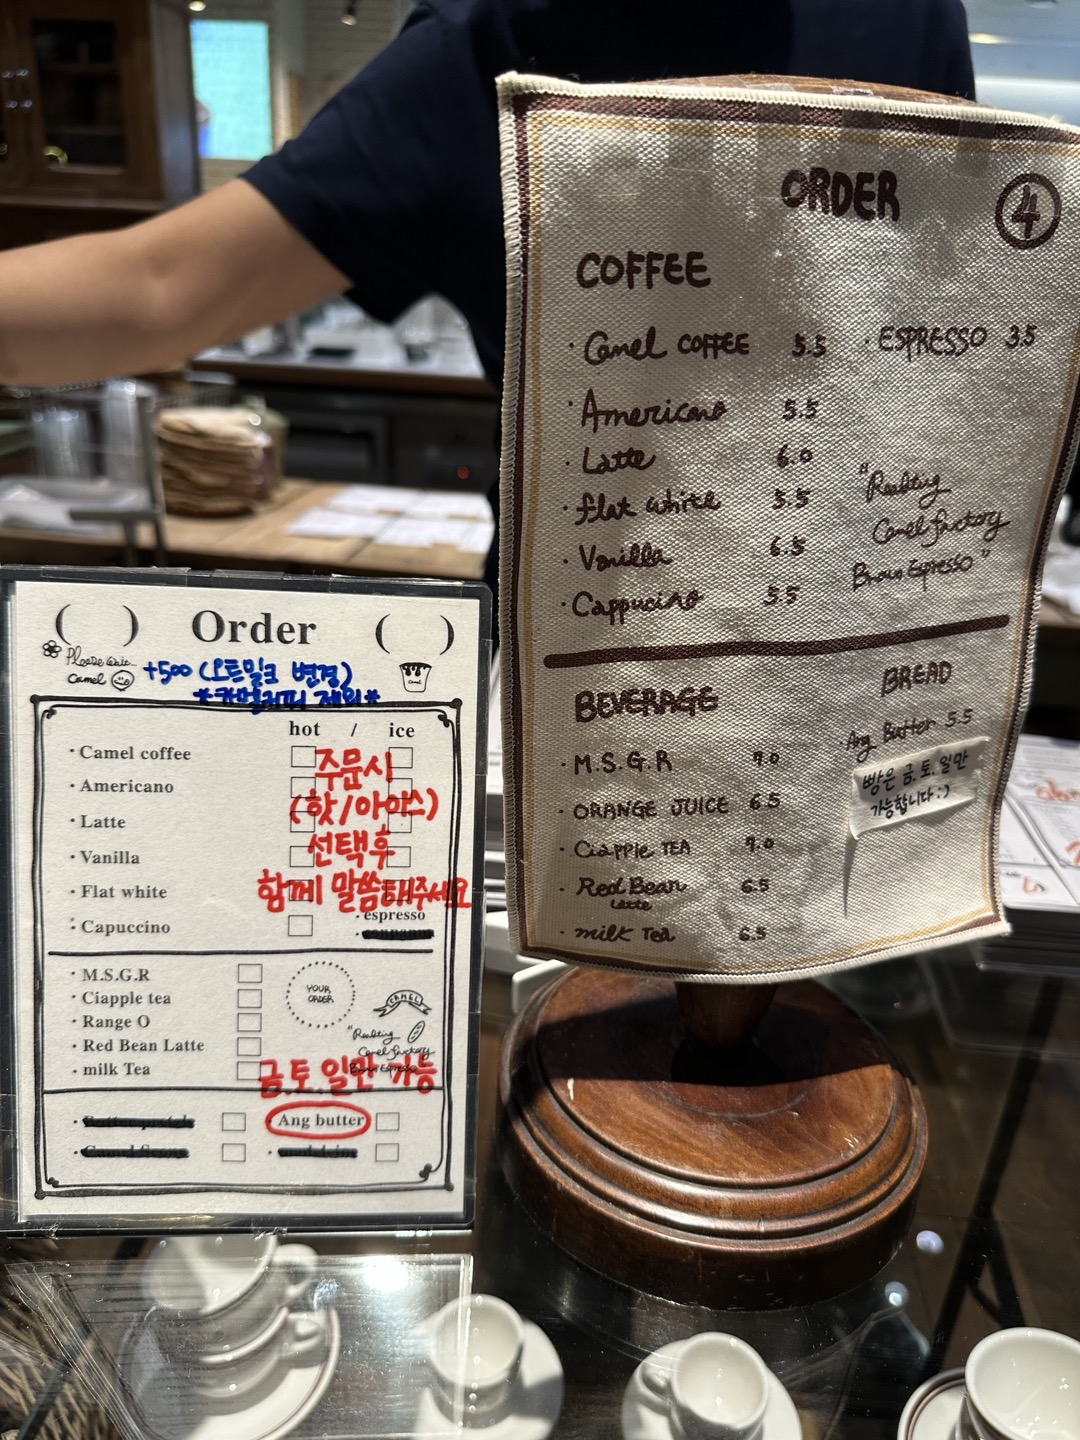 ORDER
4
COFFEE
· Camel COFFEE 5.5
· ESPRESSO 3.5
· Americano 5.5
· Latte 6.0
· flat white 5.5
· Vanilla 6.5
· Cappucino 5.5
"Roasting
Camel factory
Brown Espresso"
BEVERAGE
· M.S.G.R 7.0
· ORANGE JUICE 6.5
· Ciapple TEA 7.0
· Red Bean 6.5
Latte
· milk Tea 6.5
BREAD
· Ang Butter 5.5
빵은 금.토.일만
가능합니다:)
( ) Order ( )
Please
Camel
+500 (오트밀크 변경)
*카멜커피 제외*
hot / ice
· Camel coffee
· Americano
· Latte
· Vanilla
· Flat white
· Capuccino
주문시
(핫/아이스)
선택후
함께 말씀해주세요
· espresso
· M.S.G.R
· Ciapple tea
· Range O
· Red Bean Latte
· milk Tea
YOUR
ORDER
CAMEL
"Roasting
Camel factory
Brown Espresso"
금.토.일만 가능
· Ang butter